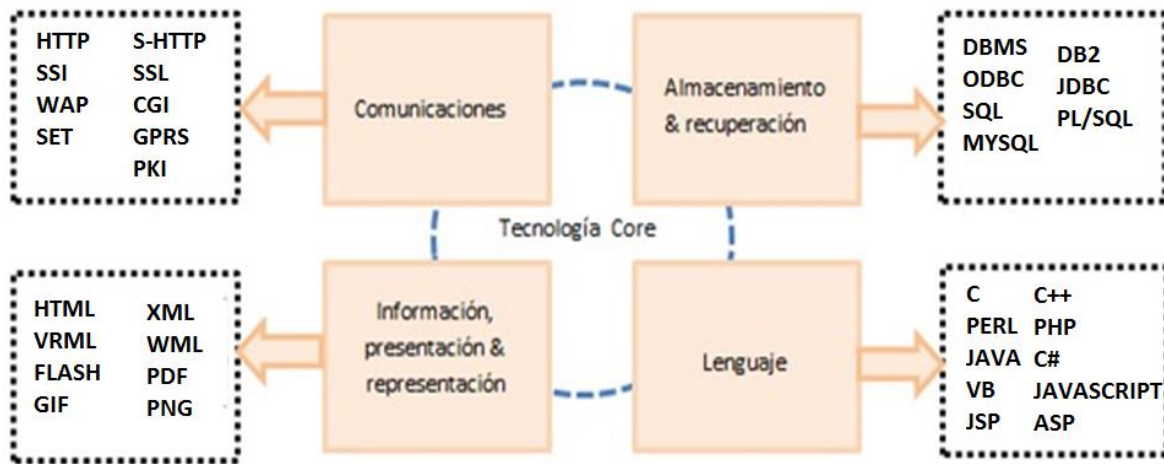 HTTP
SSI
WAP
SET
S-HTTP
SSL
CGI
GPRS
PKI
Comunicaciones
Almacenamiento
& recuperación
DBMS
ODBC
SQL
MYSQL
DB2
JDBC
PL/SQL
Tecnología Core
HTML
VRML
FLASH
GIF
XML
WML
PDF
PNG
Información,
presentación &
representación
Lenguaje
C
PERL
JAVA
VB
JSP
C++
PHP
C#
JAVASCRIPT
ASP